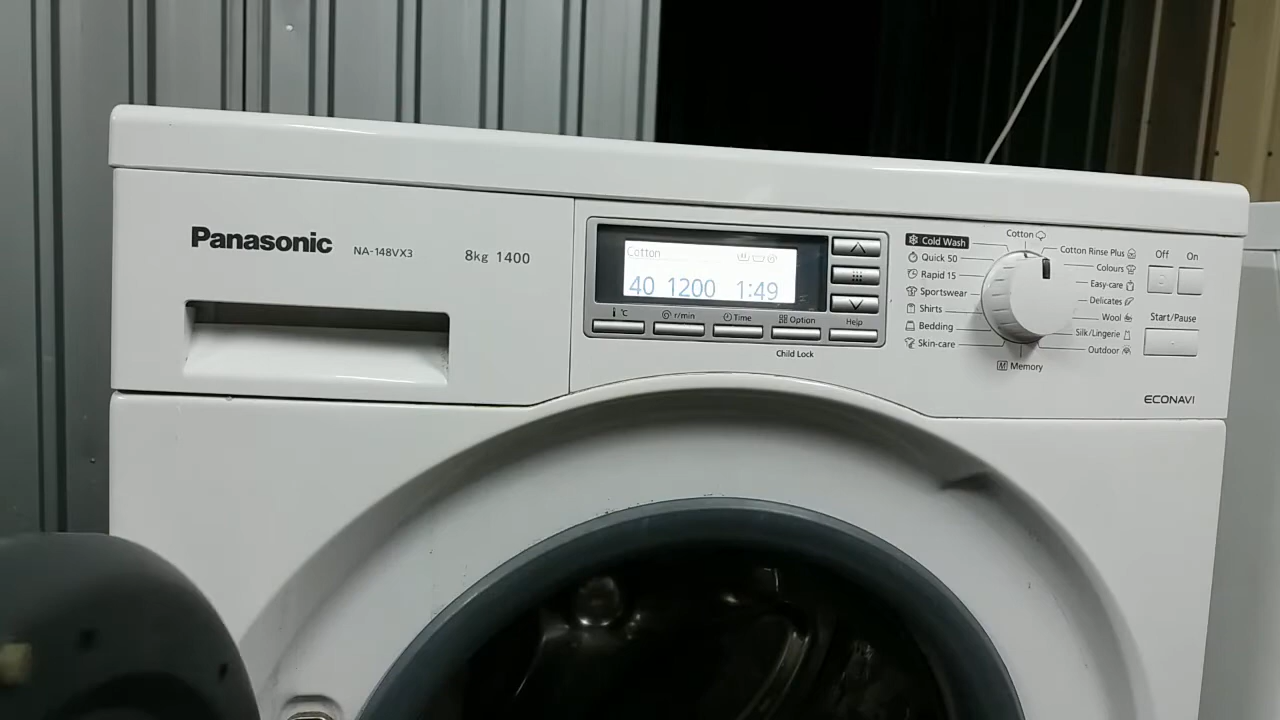 Panasonic
NA-148VX3
8kg 1400
Cotton
40 1200 1:49
°C
r/min
Time
Option
Help
Child Lock
Cold Wash
Quick 50
Rapid 15
Sportswear
Shirts
Bedding
Skin-care
Cotton
Cotton Rinse Plus
Colours
Easy-care
Delicates
Wool
Silk/Lingerie
Outdoor
M Memory
Off
On
Start/Pause
ECONAVI